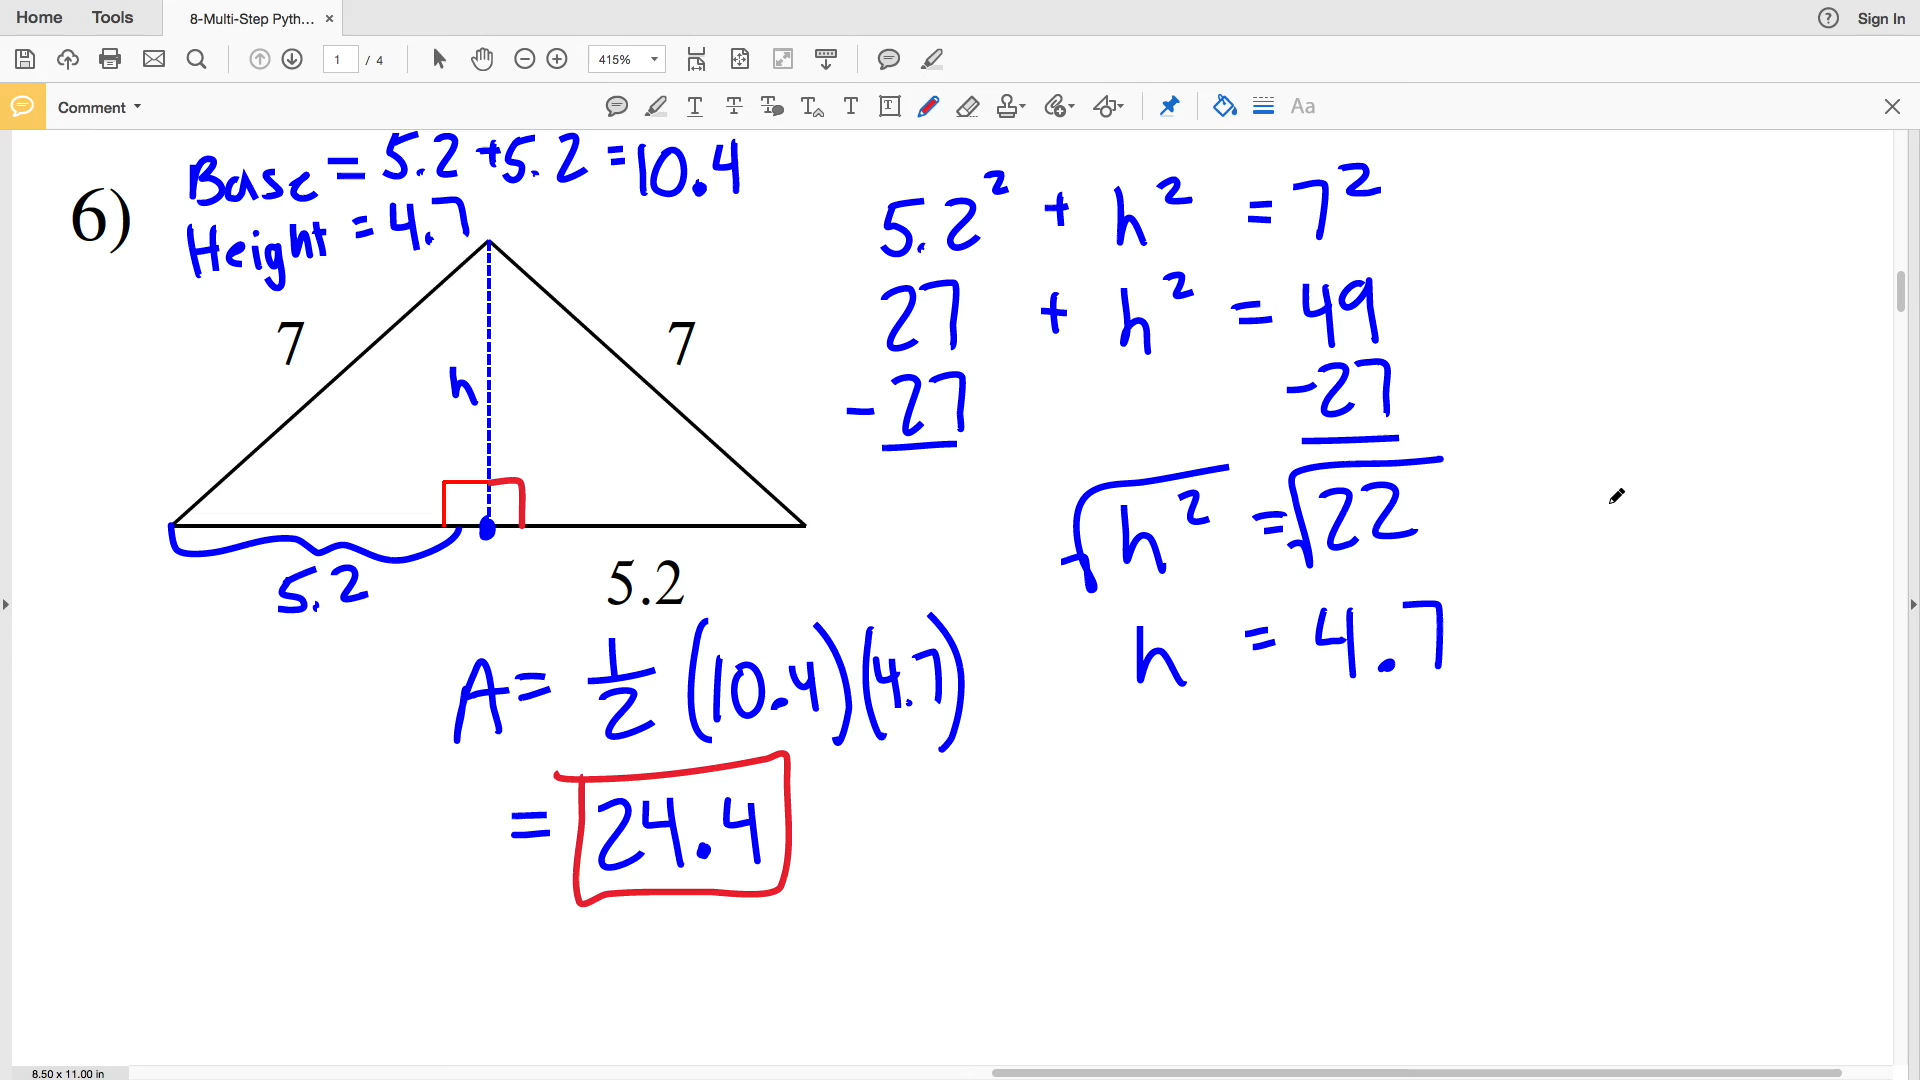 Home Tools 8-Multi-Step Pyth... × Sign In
1 / 4 415%
Comment Aa
6)
Base = 5.2 + 5.2 = 10.4
Height = 4.7
7 7
h
5.2
5.2
5.2² + h² = 7²
27 + h² = 49
-27 -27
√h² = √22
h = 4.7
A = 1/2 (10.4)(4.7)
= 24.4
8.50 x 11.00 in